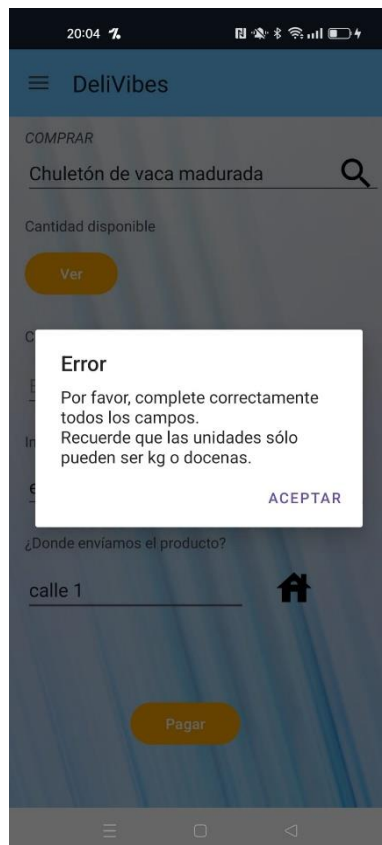 20:04
DeliVibes
COMPRAR
Chuletón de vaca madurada
Cantidad disponible
Ver
Error
Por favor, complete correctamente
todos los campos.
Recuerde que las unidades sólo
pueden ser kg o docenas.
ACEPTAR
¿Donde envíamos el producto?
calle 1
Pagar